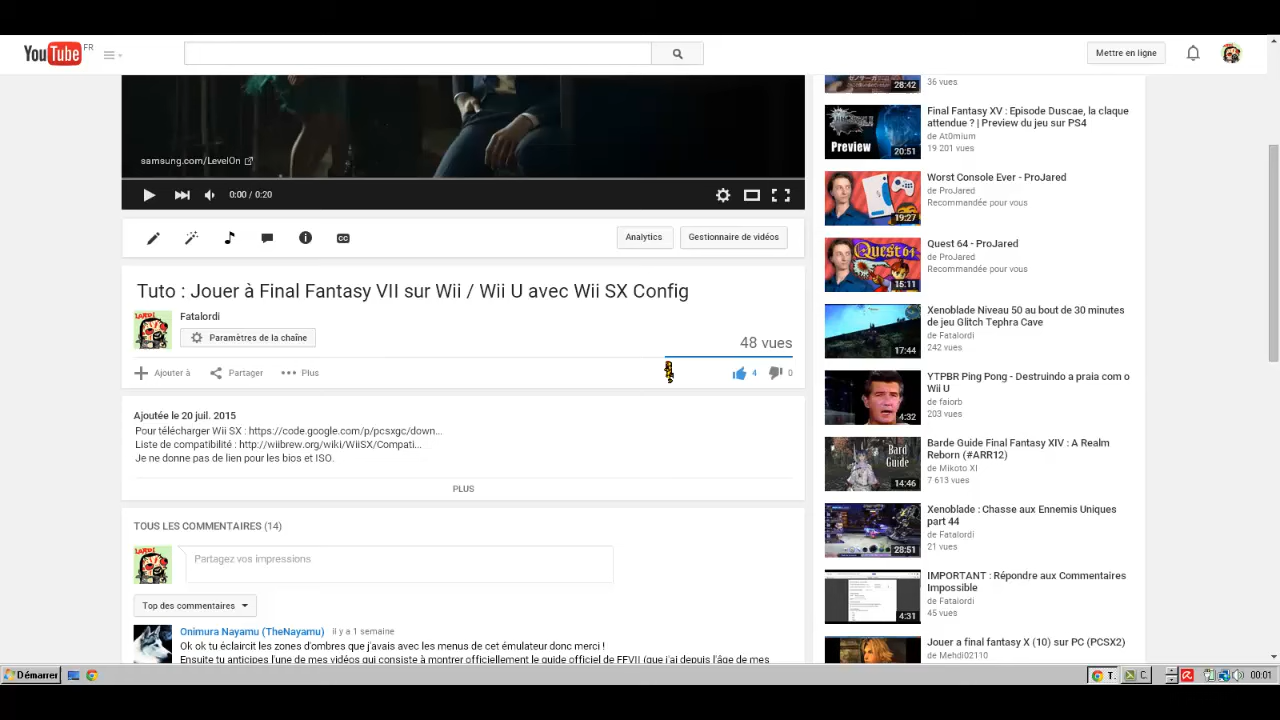 YouTube FR
Mettre en ligne
samsung.com/LevelOn
0:00 / 0:20
CC
Analytics
Gestionnaire de vidéos
Tuto : Jouer à Final Fantasy VII sur Wii / Wii U avec Wii SX Config
Fatalordi
Paramètres de la chaîne
48 vues
Ajouter à
Partager
Plus
4
0
Ajoutée le 20 juil. 2015
Pour télécharger Wii SX : https://code.google.com/p/pcsxgc/down...
Liste de compatibilité : http://wiibrew.org/wiki/WiiSX/Compati...
Je ne donne pas de lien pour les bios et ISO.
PLUS
TOUS LES COMMENTAIRES (14)
Partagez vos impressions
Top des commentaires
Onimura Nayamu (TheNayamu) il y a 1 semaine
Ok ok tu éclaircit les zones d'ombres que j'avais avec les menus de cet émulateur donc merci !
Ensuite tu anticipe l'une de mes vidéos qui consiste à montrer officiellement le guide officiel de FFVII (que j'ai depuis l'âge de mes
28:42
36 vues
Preview
20:51
Final Fantasy XV : Episode Duscae, la claque
attendue ? | Preview du jeu sur PS4
de At0mium
19 201 vues
19:27
Worst Console Ever - ProJared
de ProJared
Recommandée pour vous
Quest 64
15:11
Quest 64 - ProJared
de ProJared
Recommandée pour vous
17:44
Xenoblade Niveau 50 au bout de 30 minutes
de jeu Glitch Tephra Cave
de Fatalordi
242 vues
4:32
YTPBR Ping Pong - Destruindo a praia com o
Wii U
de faiorb
203 vues
Bard
Guide
14:46
Barde Guide Final Fantasy XIV : A Realm
Reborn (#ARR12)
de Mikoto XI
7 613 vues
28:51
Xenoblade : Chasse aux Ennemis Uniques
part 44
de Fatalordi
21 vues
4:31
IMPORTANT : Répondre aux Commentaires
Impossible
de Fatalordi
45 vues
Jouer a final fantasy X (10) sur PC (PCSX2)
de Mehdi02110
Démarrer
T.
C.
00:01